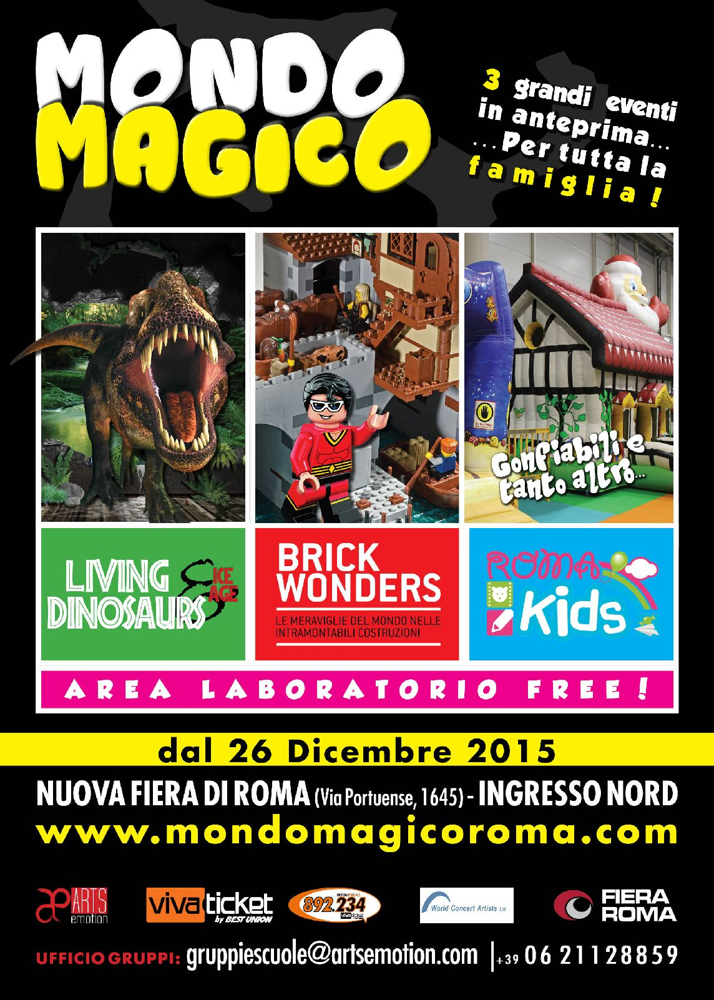 MONDO
MAGICO
3 grandi eventi
in anteprima...
...Per tutta la
famiglia!
Gonfiabili e
tanto altro...
LIVING & ICE
DINOSAURS AGE
BRICK
WONDERS
LE MERAVIGLIE DEL MONDO NELLE
INTRAMONTABILI COSTRUZIONI
ROMA
Kids
AREA LABORATORIO FREE!
dal 26 Dicembre 2015
NUOVA FIERA DI ROMA (Via Portuense, 1645) - INGRESSO NORD
www.mondomagicoroma.com
ARTS
emotion
vivaticket
by BEST UNION
INFO&PRENO
892.234
vivaticket
World Concert Artists Ltd
FIERA
ROMA
UFFICIO GRUPPI: gruppiescuole@artsemotion.com | +39 06 21128859